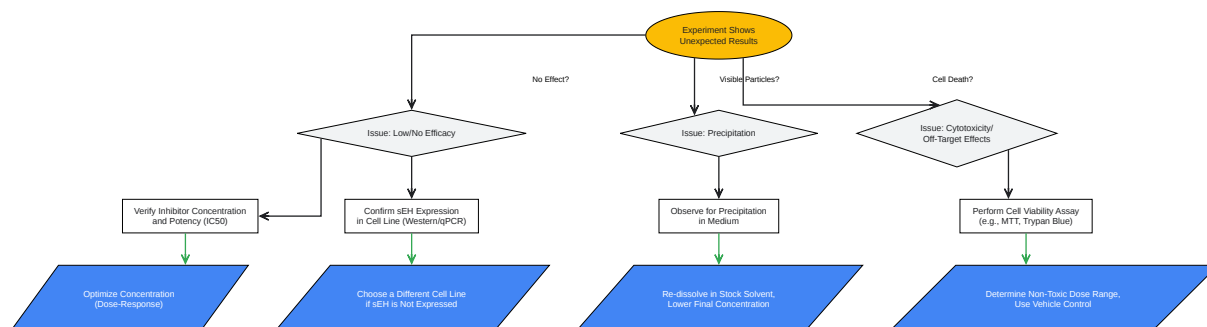 Experiment Shows
Unexpected Results
No Effect?
Visible Particles?
Cell Death?
Issue: Low/No Efficacy
Issue: Precipitation
Issue: Cytotoxicity/
Off-Target Effects
Verify Inhibitor Concentration
and Potency (IC50)
Confirm sEH Expression
in Cell Line (Western/qPCR)
Observe for Precipitation
in Medium
Perform Cell Viability Assay
(e.g., MTT, Trypan Blue)
Optimize Concentration
(Dose-Response)
Choose a Different Cell Line
if sEH is Not Expressed
Re-dissolve in Stock Solvent,
Lower Final Concentration
Determine Non-Toxic Dose Range,
Use Vehicle Control